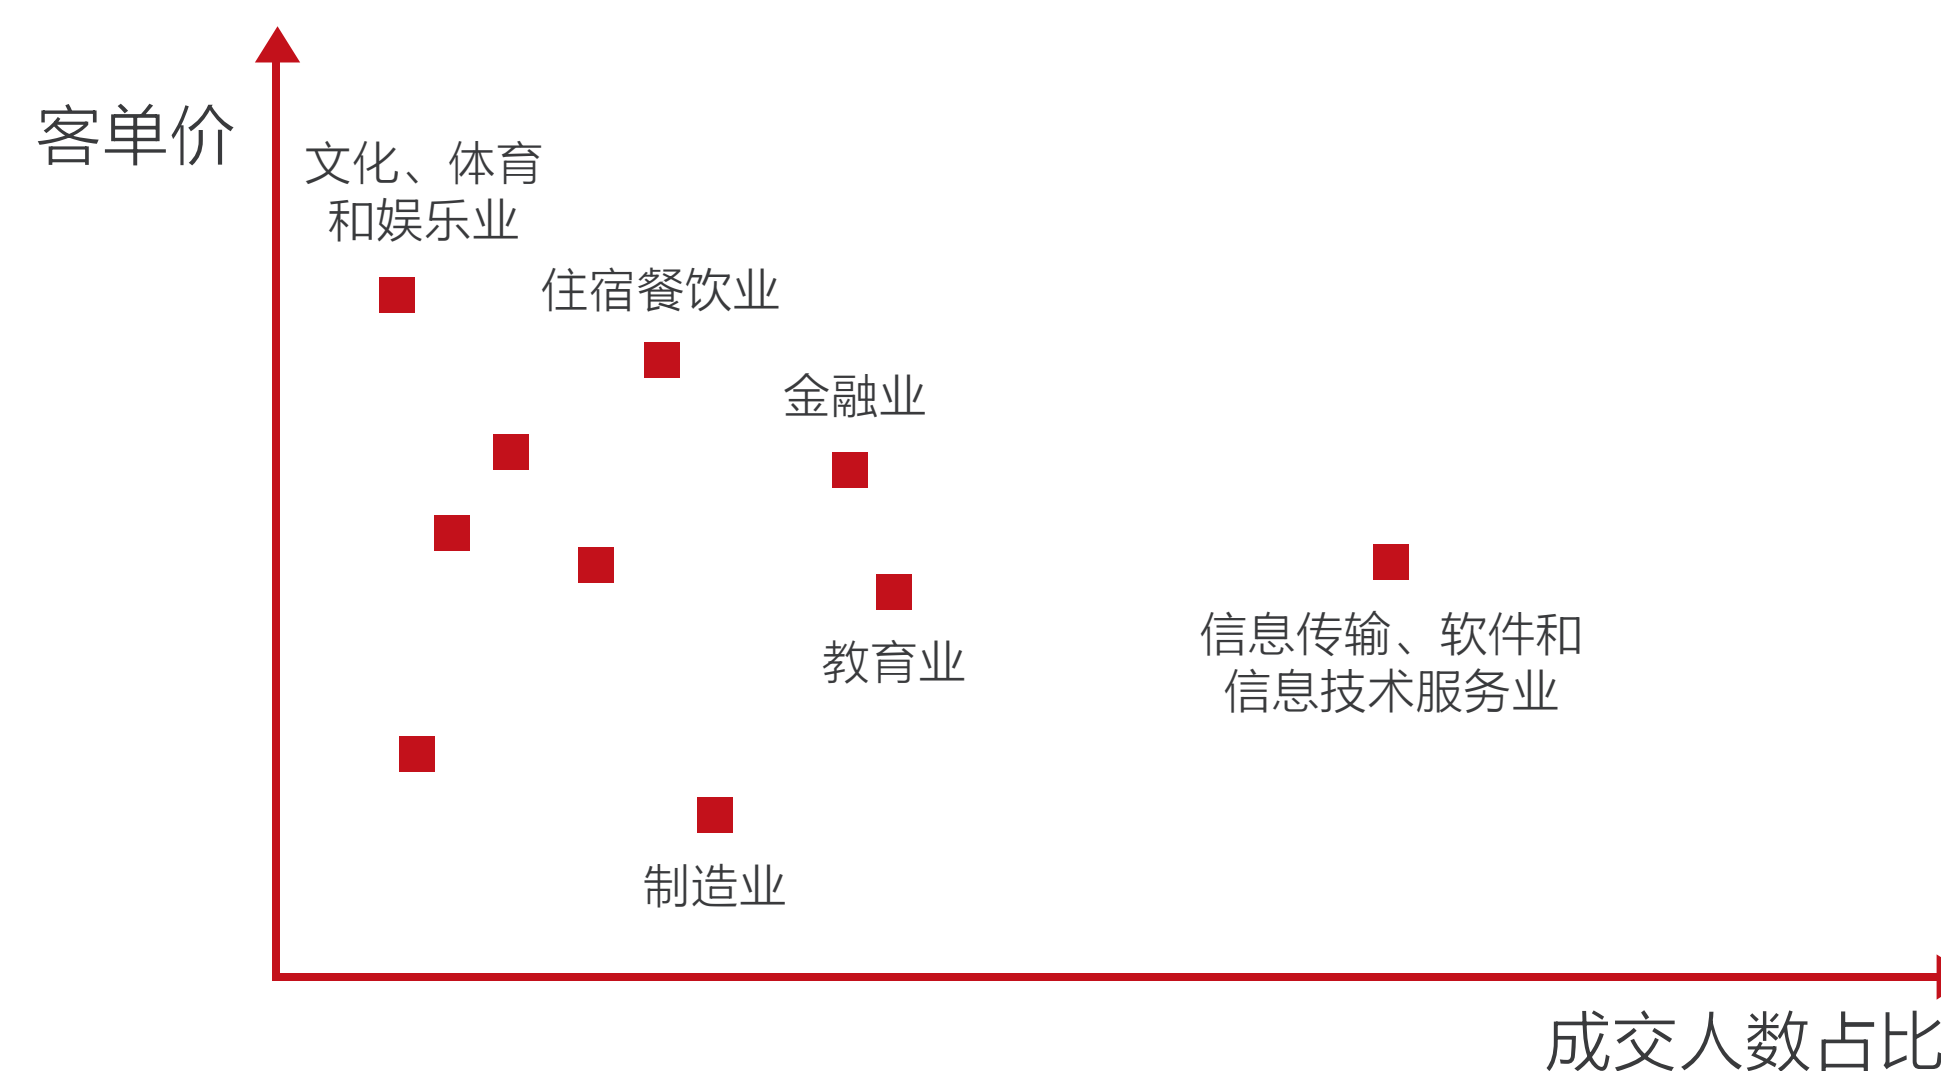 客单价
文化、体育
和娱乐业
住宿餐饮业
金融业
教育业
信息传输、软件和
信息技术服务业
制造业
成交人数占比